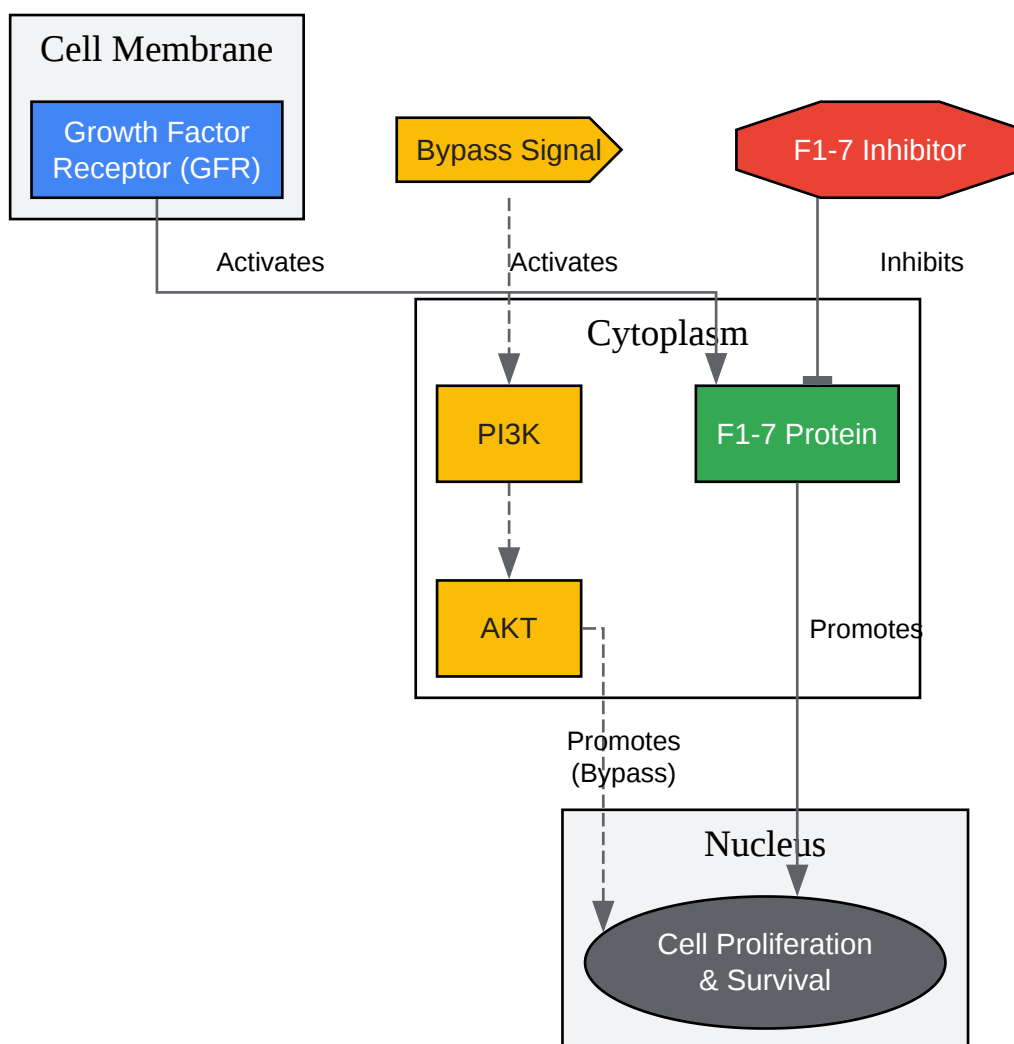 Cell Membrane
Growth Factor
Receptor (GFR)
Bypass Signal
F1-7 Inhibitor
Activates
Activates
Inhibits
Cytoplasm
PI3K
F1-7 Protein
AKT
Promotes
Promotes
(Bypass)
Nucleus
Cell Proliferation
& Survival